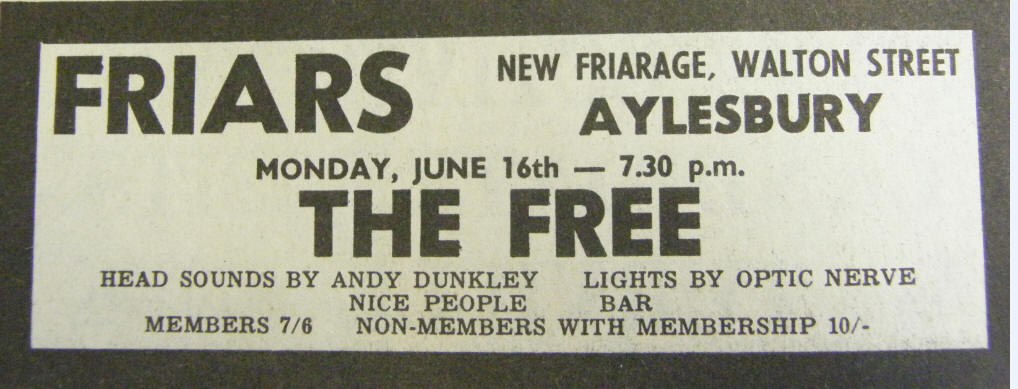 FRIARS
NEW FRIARAGE, WALTON STREET
AYLESBURY
MONDAY, JUNE 16th — 7.30 p.m.
THE FREE
HEAD SOUNDS BY ANDY DUNKLEY LIGHTS BY OPTIC NERVE
NICE PEOPLE BAR
MEMBERS 7/6 NON-MEMBERS WITH MEMBERSHIP 10/-